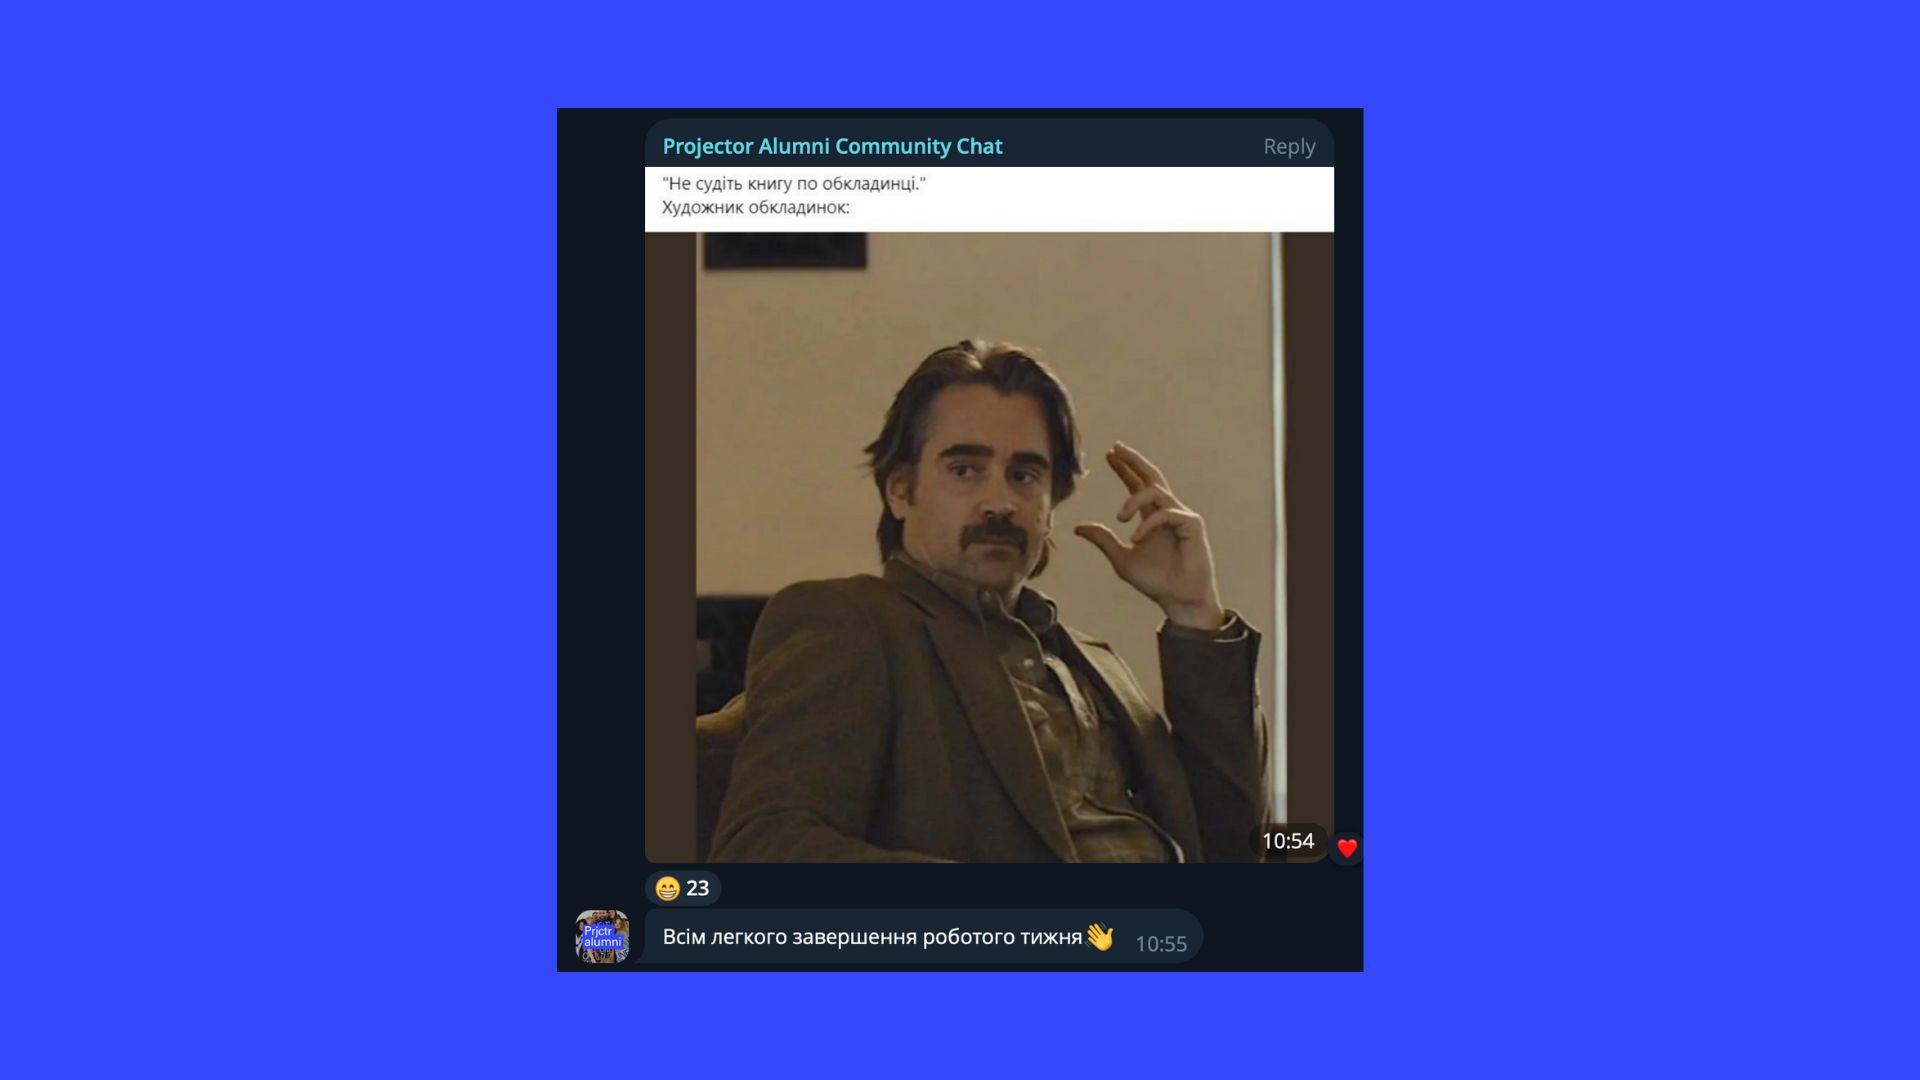 Projector Alumni Community Chat Reply
"Не судіть книгу по обкладинці."
Художник обкладинок:
10:54
❤️
😁 23
Prjctr
alumni
Всім легкого завершення роботого тижня👋 10:55